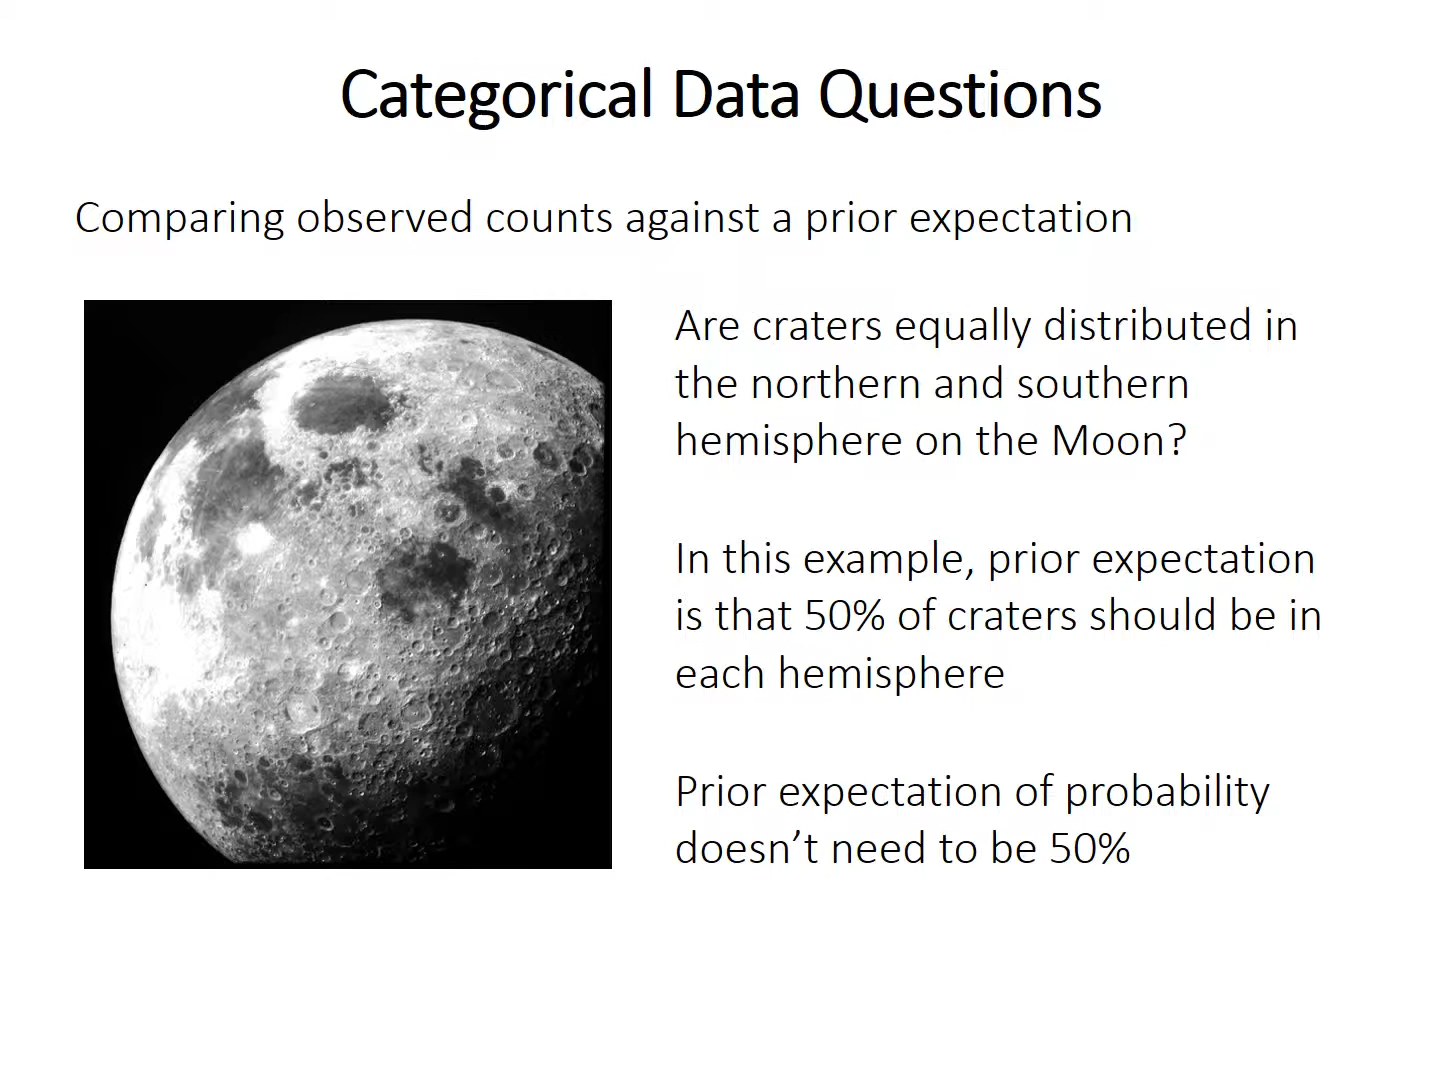 Categorical Data Questions
Comparing observed counts against a prior expectation
Are craters equally distributed in
the northern and southern
hemisphere on the Moon?
In this example, prior expectation
is that 50% of craters should be in
each hemisphere
Prior expectation of probability
doesn’t need to be 50%